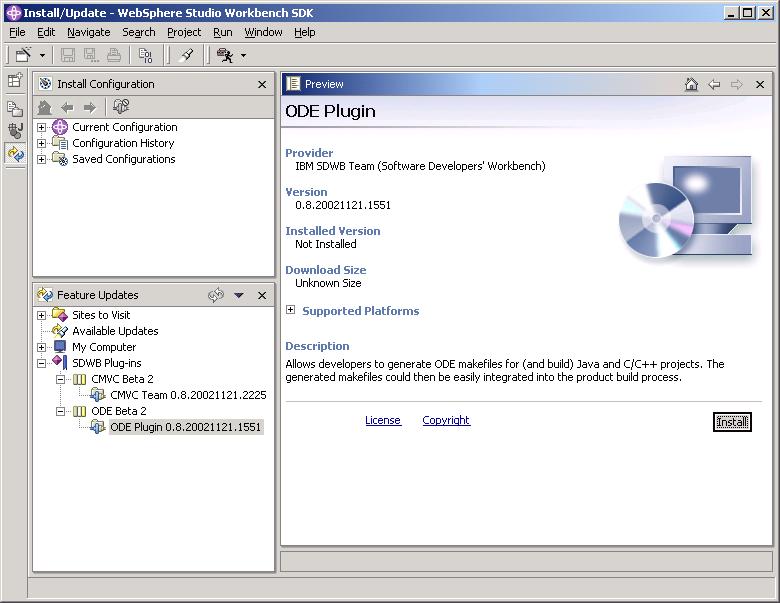 Install/Update - WebSphere Studio Workbench SDK
File Edit Navigate Search Project Run Window Help
Install Configuration
Current Configuration
Configuration History
Saved Configurations
Feature Updates
Sites to Visit
Available Updates
My Computer
SDWB Plug-ins
CMVC Beta 2
CMVC Team 0.8.20021121.2225
ODE Beta 2
ODE Plugin 0.8.20021121.1551
Preview
ODE Plugin
Provider
IBM SDWB Team (Software Developers' Workbench)
Version
0.8.20021121.1551
Installed Version
Not Installed
Download Size
Unknown Size
Supported Platforms
Description
Allows developers to generate ODE makefiles for (and build) Java and C/C++ projects. The
generated makefiles could then be easily integrated into the product build process.
License Copyright Install